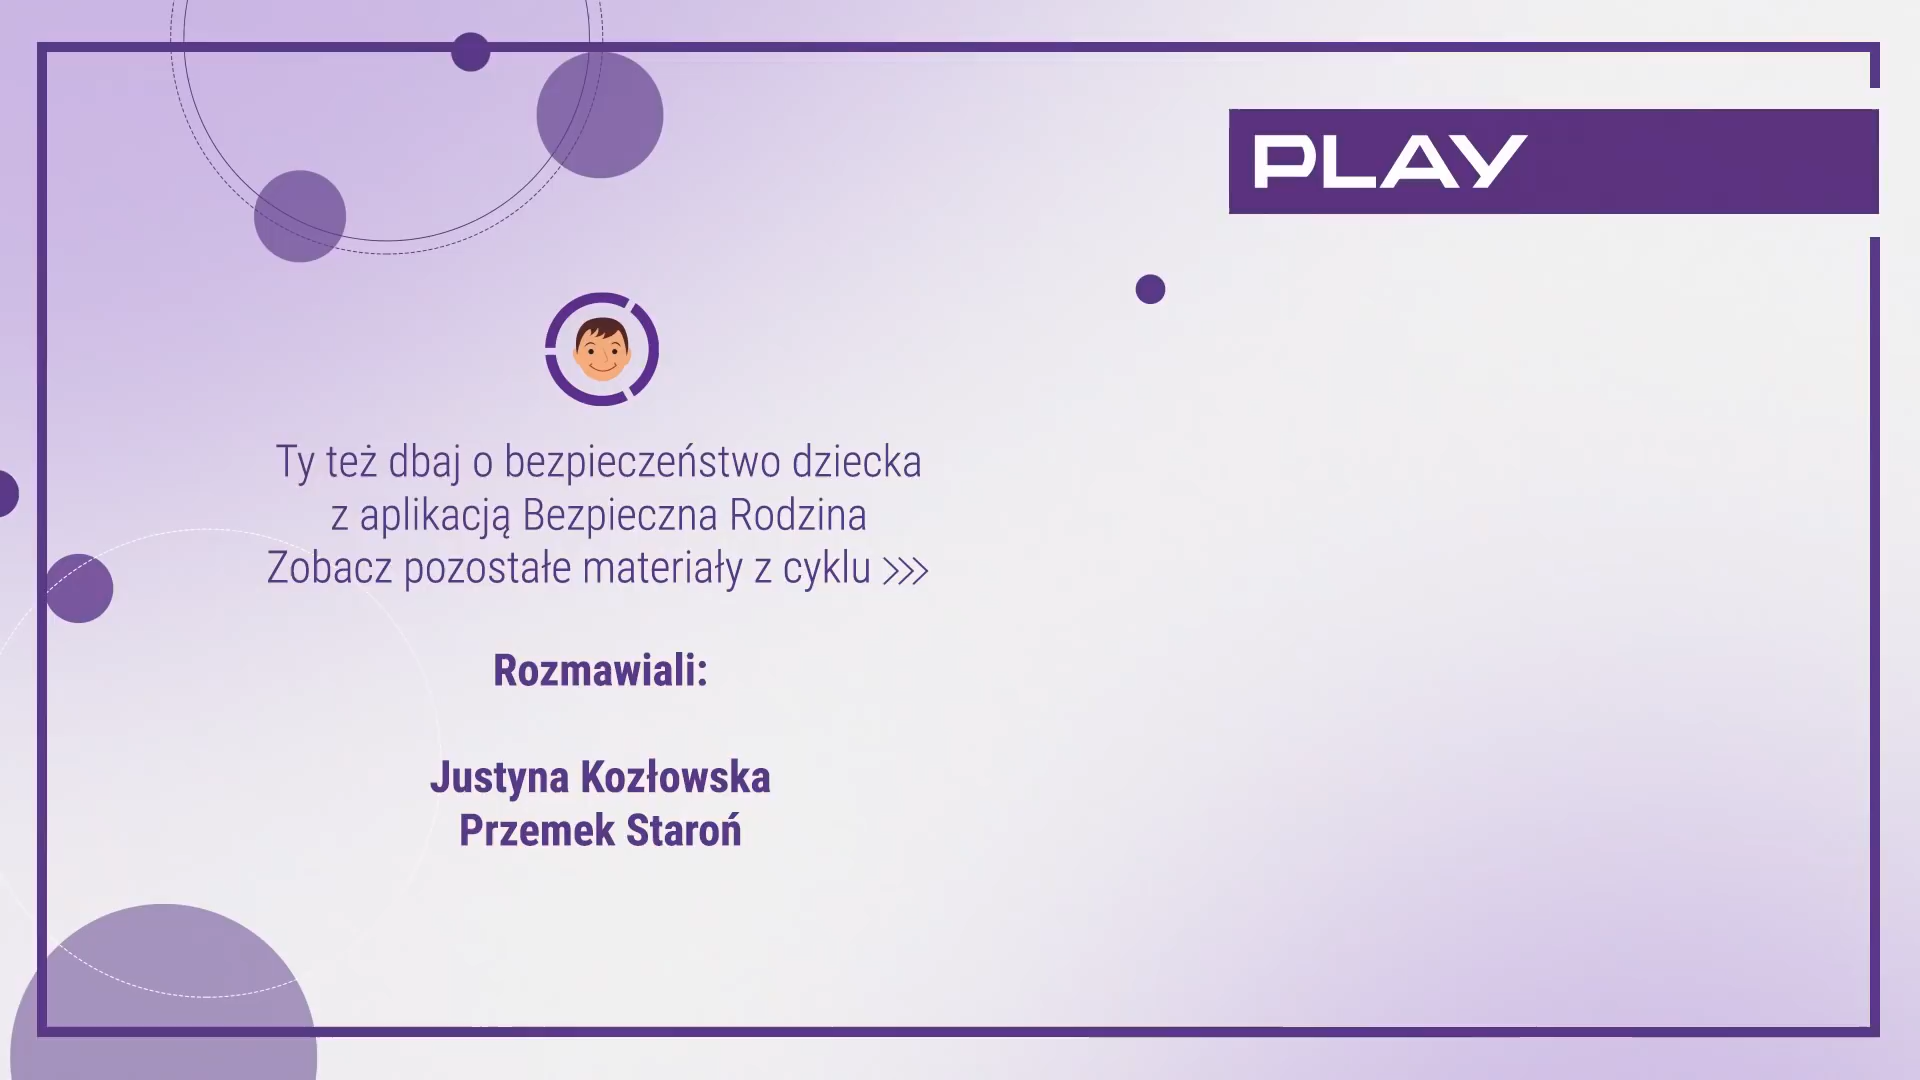 PLAY
Ty też dbaj o bezpieczeństwo dziecka
z aplikacją Bezpieczna Rodzina
Zobacz pozostałe materiały z cyklu >>>
Rozmawiali:
Justyna Kozłowska
Przemek Staroń